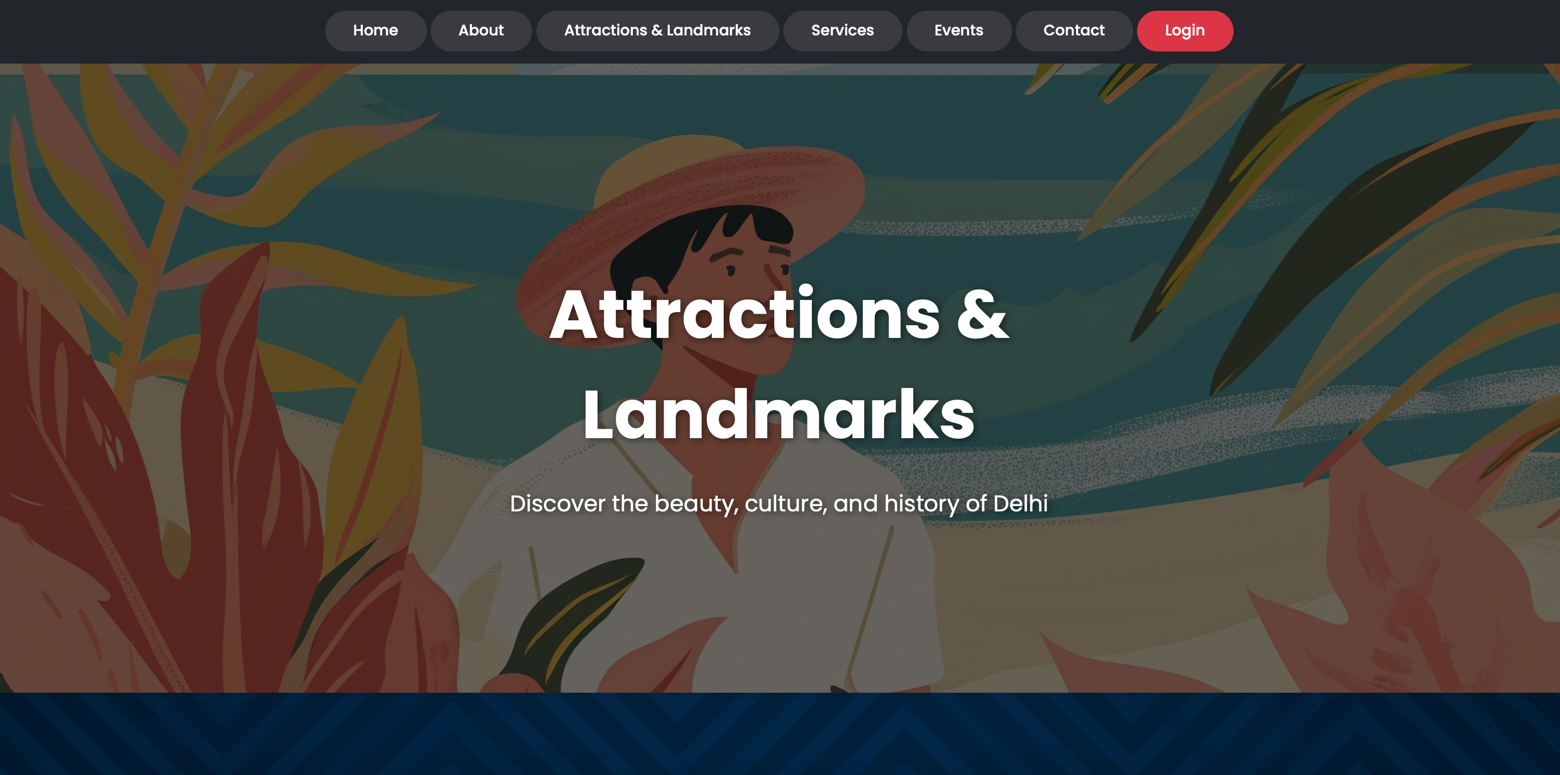 Home About Attractions & Landmarks Services Events Contact Login
Attractions &
Landmarks
Discover the beauty, culture, and history of Delhi